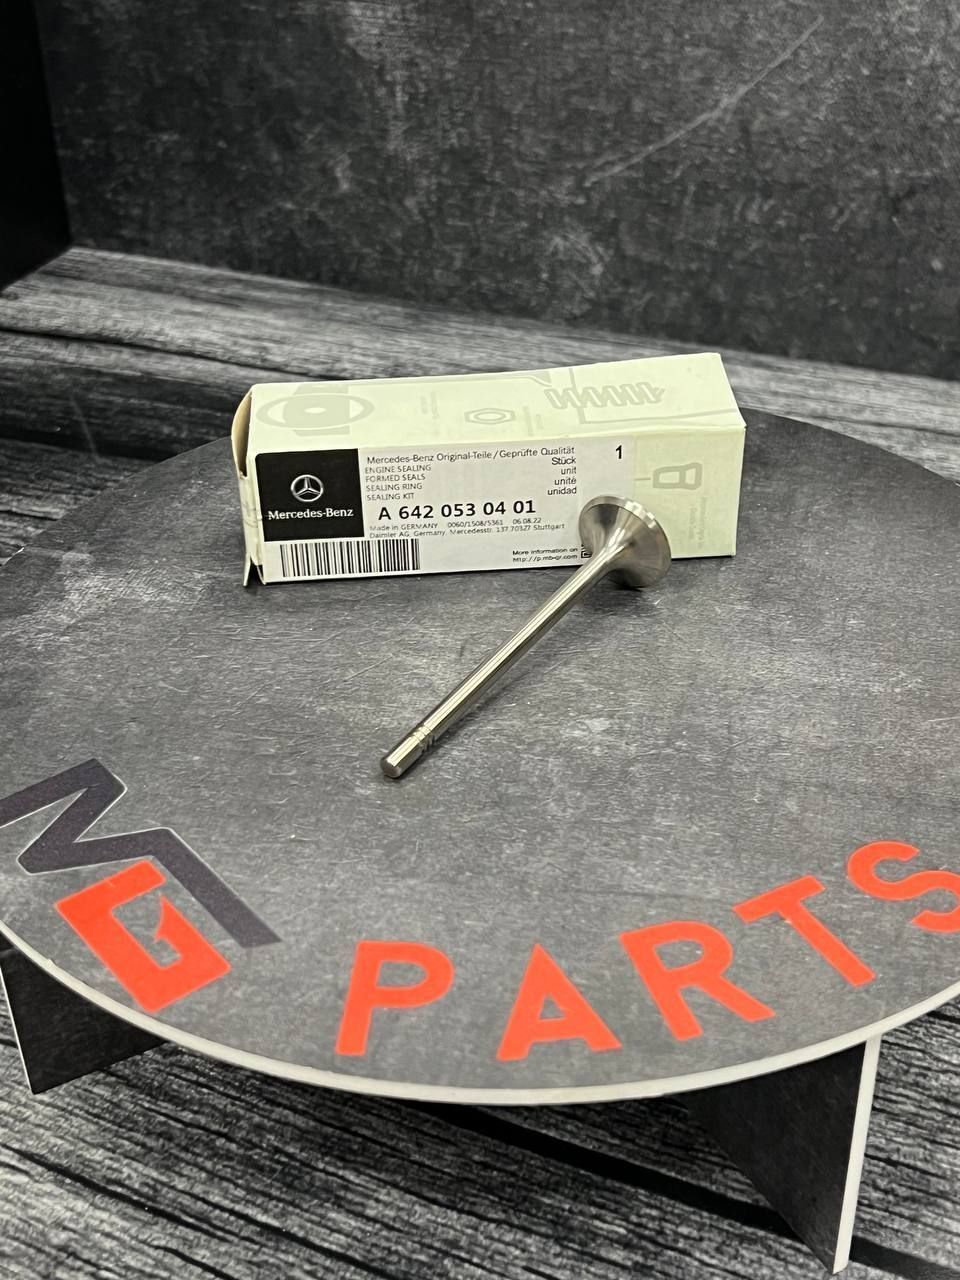 Mercedes-Benz Original-Teile/Geprüfte Qualität
1
ENGINE SEALING
Stück
FORMED SEALS
unit
SEALING RING
unité
SEALING KIT
unidad
Mercedes-Benz
A 642 053 04 01
Made in GERMANY 0060/1508/5361 06.08.22
Daimler AG, Germany, Mercedesstr. 137 70327 Stuttgart
More information on
http://p.mb-qr.com
MG PARTS